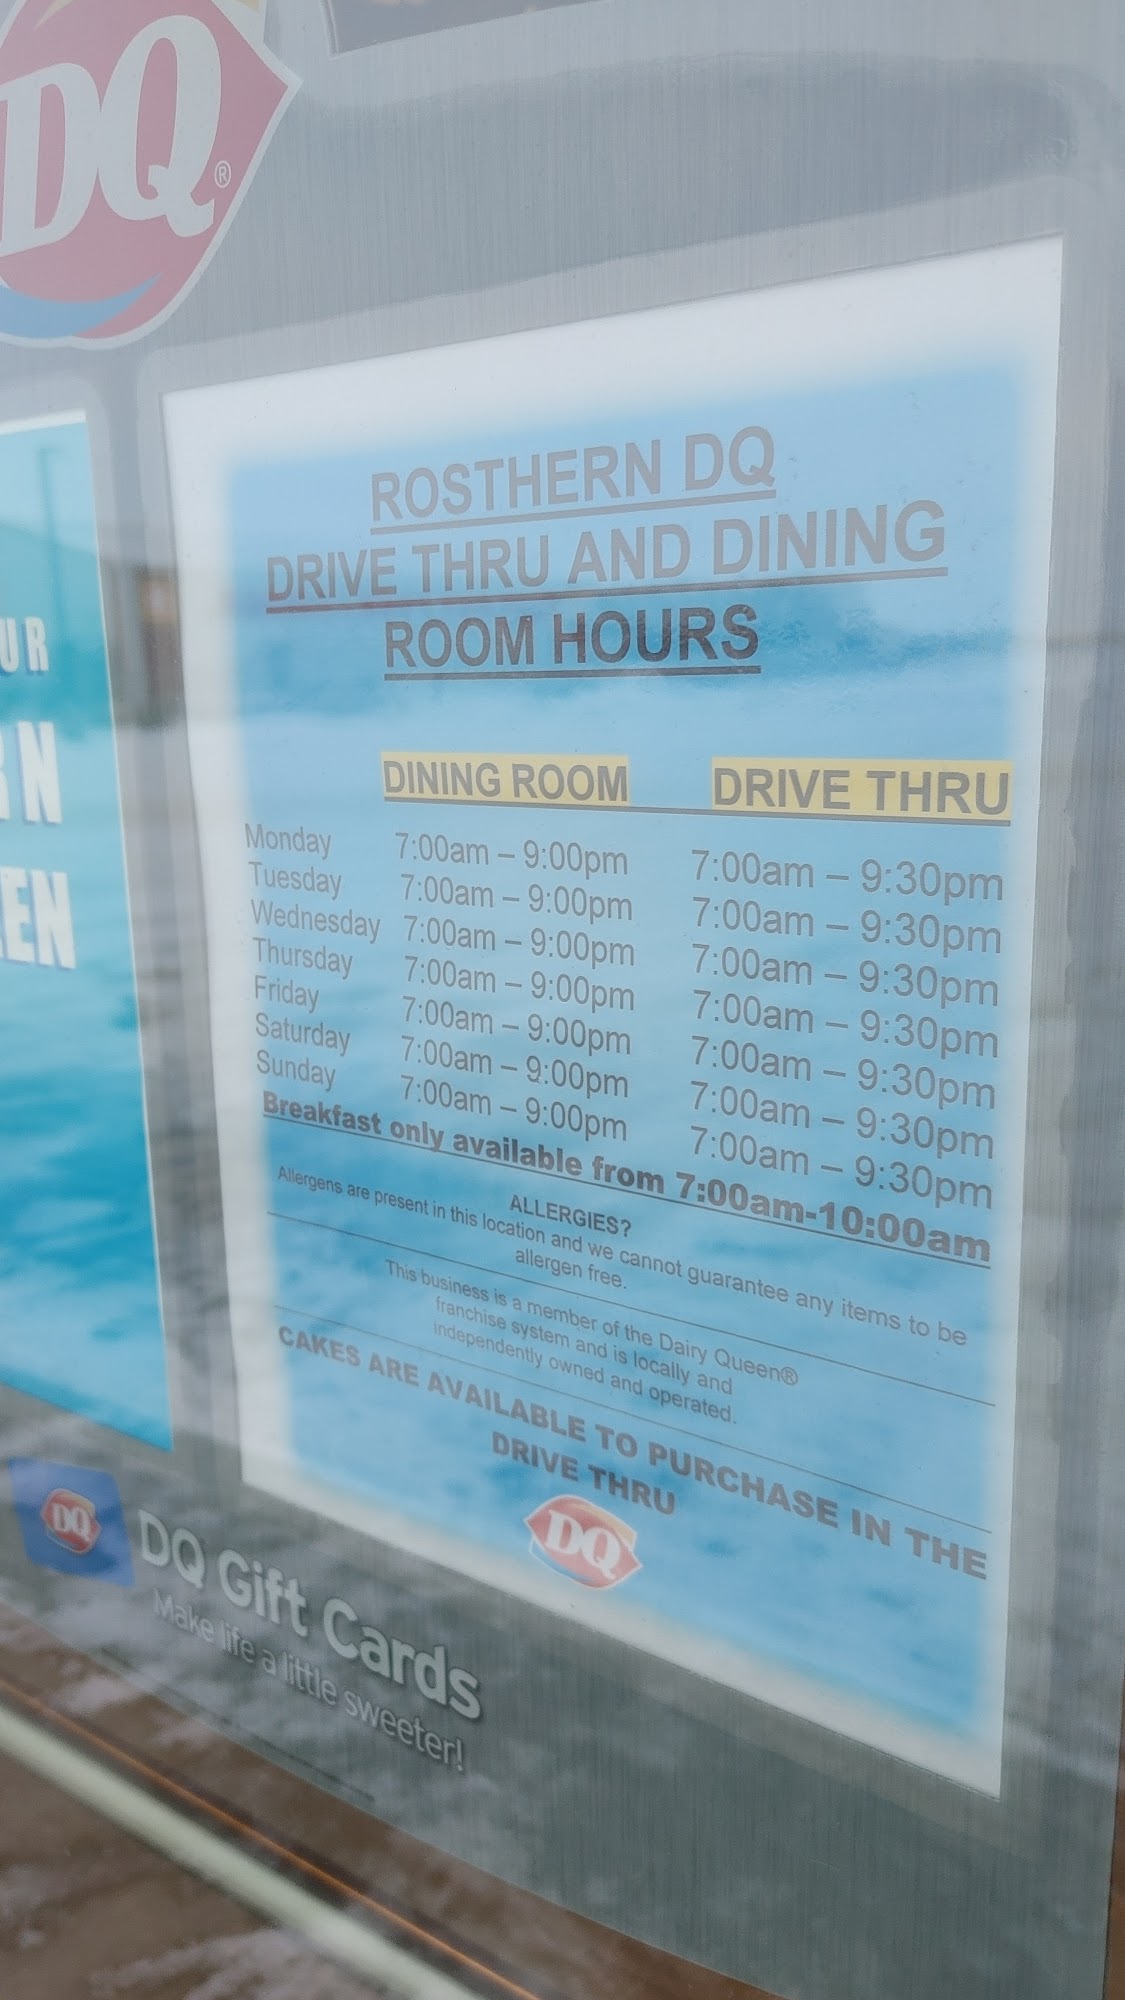 DQ®
UR
RN
EN
ROSTHERN DQ
DRIVE THRU AND DINING
ROOM HOURS
DINING ROOM DRIVE THRU
Monday 7:00am – 9:00pm 7:00am – 9:30pm
Tuesday 7:00am – 9:00pm 7:00am – 9:30pm
Wednesday 7:00am – 9:00pm 7:00am – 9:30pm
Thursday 7:00am – 9:00pm 7:00am – 9:30pm
Friday 7:00am – 9:00pm 7:00am – 9:30pm
Saturday 7:00am – 9:00pm 7:00am – 9:30pm
Sunday 7:00am – 9:00pm 7:00am – 9:30pm
Breakfast only available from 7:00am-10:00am
ALLERGIES?
Allergens are present in this location and we cannot guarantee any items to be
allergen free.
This business is a member of the Dairy Queen®
franchise system and is locally and
independently owned and operated.
CAKES ARE AVAILABLE TO PURCHASE IN THE
DRIVE THRU
DQ
DQ
DQ Gift Cards
Make life a little sweeter!